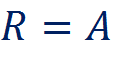 R = A